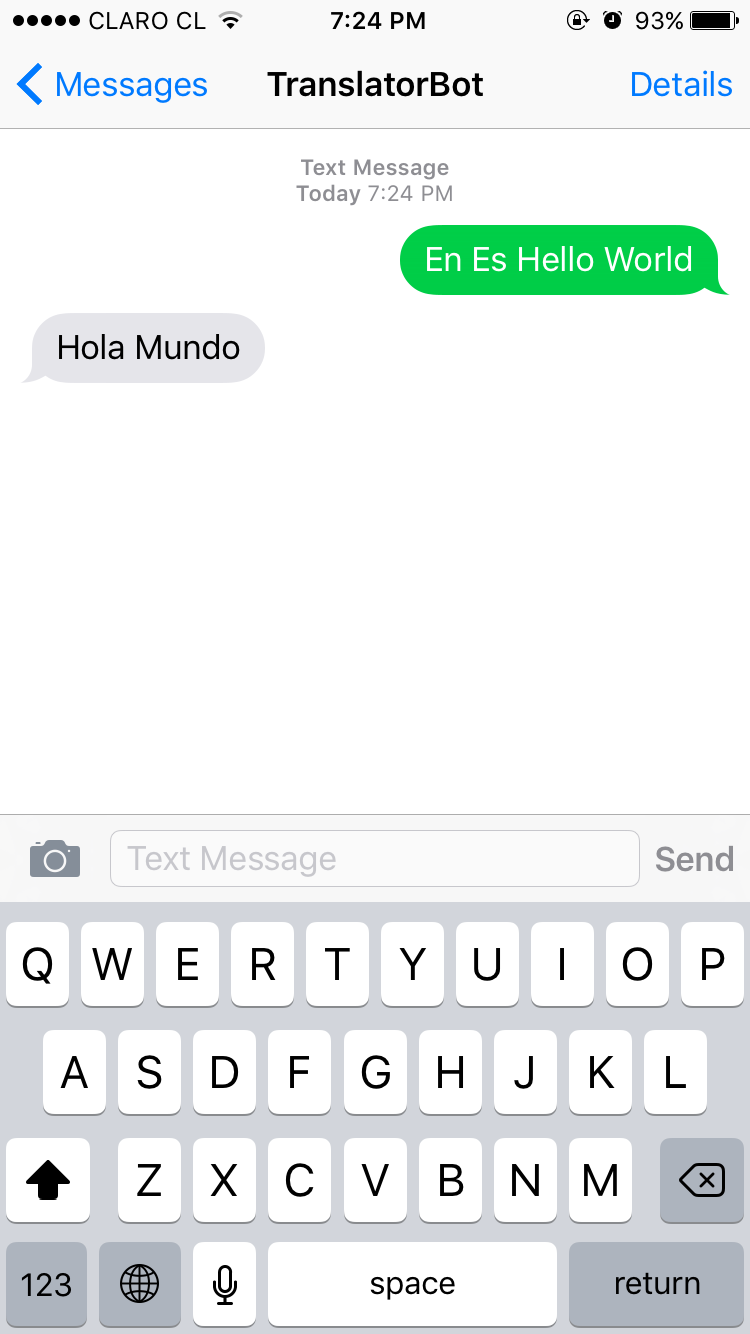 CLARO CL 7:24 PM 93%
Messages TranslatorBot Details
Text Message
Today 7:24 PM
En Es Hello World
Hola Mundo
Text Message Send
Q W E R T Y U I O P
A S D F G H J K L
Z X C V B N M
123 space return